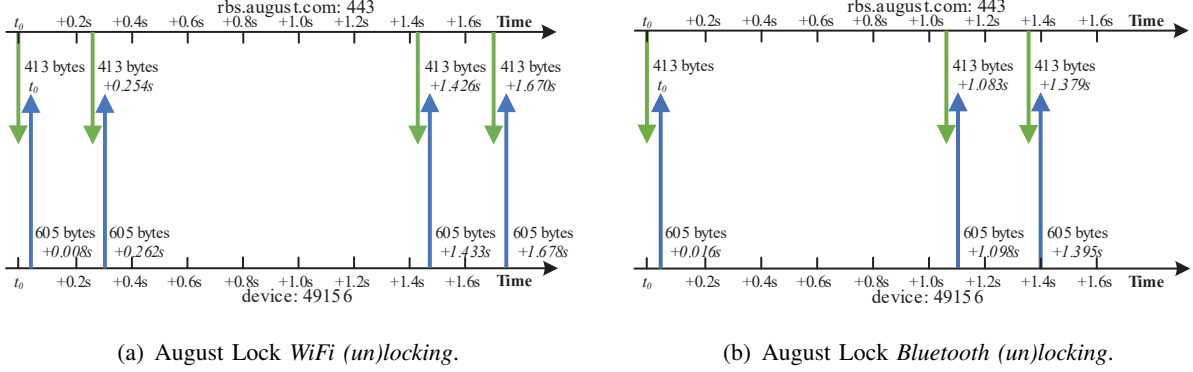 rbs.august.com: 443
t₀ +0.2s +0.4s +0.6s +0.8s +1.0s +1.2s +1.4s +1.6s Time
413 bytes 413 bytes 413 bytes 413 bytes
t₀ +0.254s +1.426s +1.670s
605 bytes 605 bytes 605 bytes 605 bytes
+0.008s +0.262s +1.433s +1.678s
t₀ +0.2s +0.4s +0.6s +0.8s +1.0s +1.2s +1.4s +1.6s Time
device: 49156
(a) August Lock WiFi (un)locking.
rbs.august.com: 443
t₀ +0.2s +0.4s +0.6s +0.8s +1.0s +1.2s +1.4s +1.6s Time
413 bytes 413 bytes 413 bytes
t₀ +1.083s +1.379s
605 bytes 605 bytes 605 bytes
+0.016s +1.098s +1.395s
t₀ +0.2s +0.4s +0.6s +0.8s +1.0s +1.2s +1.4s +1.6s Time
device: 49156
(b) August Lock Bluetooth (un)locking.